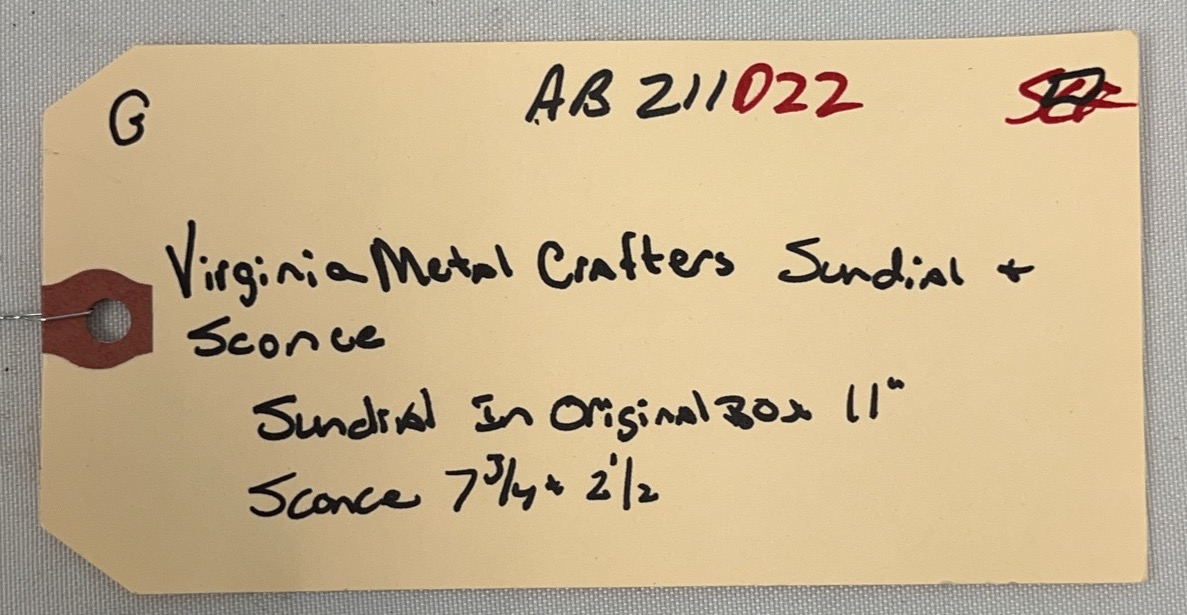 G AB 211022
Virginia Metal Crafters Sundial +
Sconce
Sundial In Original Box 11"
Sconce 7 3/4 x 2 1/2